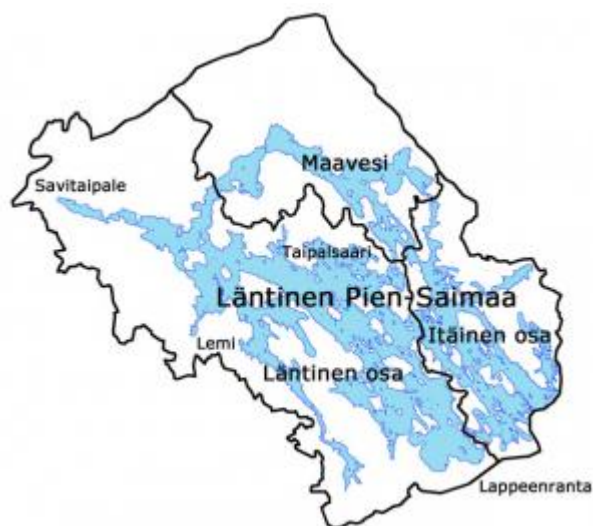 Maavesi
Savitaipale
Taipalsaari
Läntinen Pien-Saimaa
Itäinen osa
Lemi
Läntinen osa
Lappeenranta